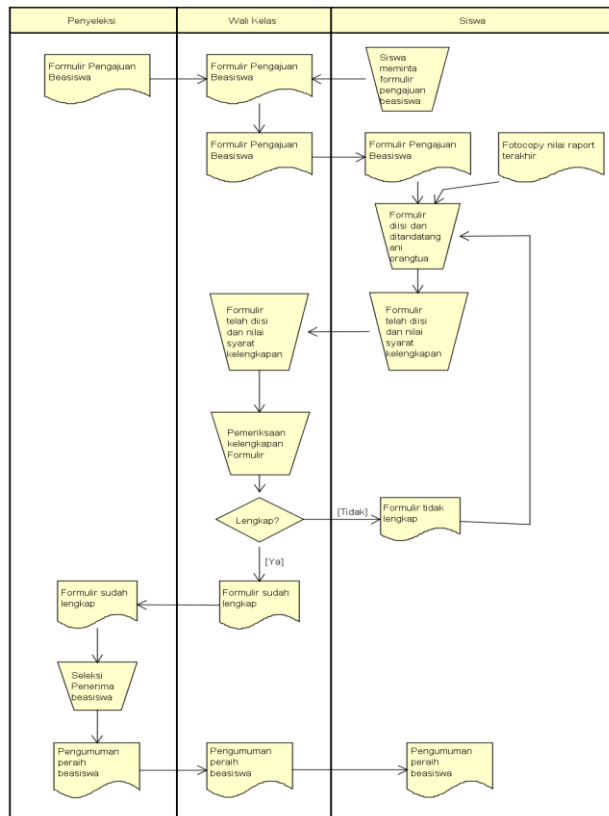 Penyeleksi
Wali Kelas
Siswa
Formulir Pengajuan
Beasiswa
Formulir Pengajuan
Beasiswa
Siswa
meminta
formulir
pengajuan
beasiswa
Formulir Pengajuan
Beasiswa
Formulir Pengajuan
Beasiswa
Fotocopy nilai raport
terakhir
Formulir
diisi dan
ditandatang
ani
orangtua
Formulir
telah diisi
dan nilai
syarat
kelengkapan
Formulir
telah diisi
dan nilai
syarat
kelengkapan
Pemeriksaan
kelengkapan
Formulir
Lengkap?
[Tidak]
Formulir tidak
lengkap
[Ya]
Formulir sudah
lengkap
Formulir sudah
lengkap
Seleksi
Penerima
beasiswa
Pengumuman
peraih
beasiswa
Pengumuman
peraih
beasiswa
Pengumuman
peraih
beasiswa